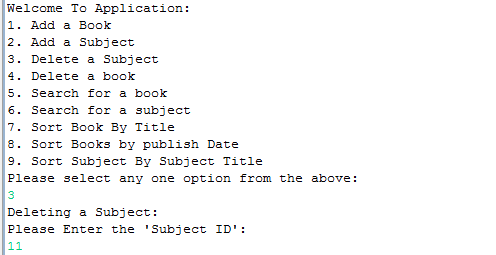 Welcome To Application:
1. Add a Book
2. Add a Subject
3. Delete a Subject
4. Delete a book
5. Search for a book
6. Search for a subject
7. Sort Book By Title
8. Sort Books by publish Date
9. Sort Subject By Subject Title
Please select any one option from the above:
3
Deleting a Subject:
Please Enter the 'Subject ID':
11